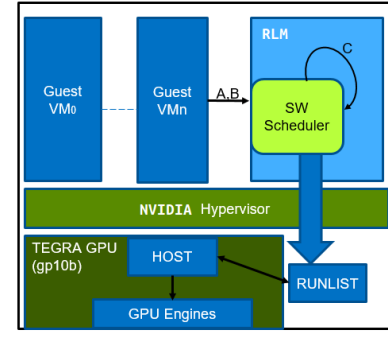 RLM
C
Guest
VM0
Guest
VMn
A,B
SW
Scheduler
NVIDIA Hypervisor
TEGRA GPU
(gp10b)
HOST
RUNLIST
GPU Engines